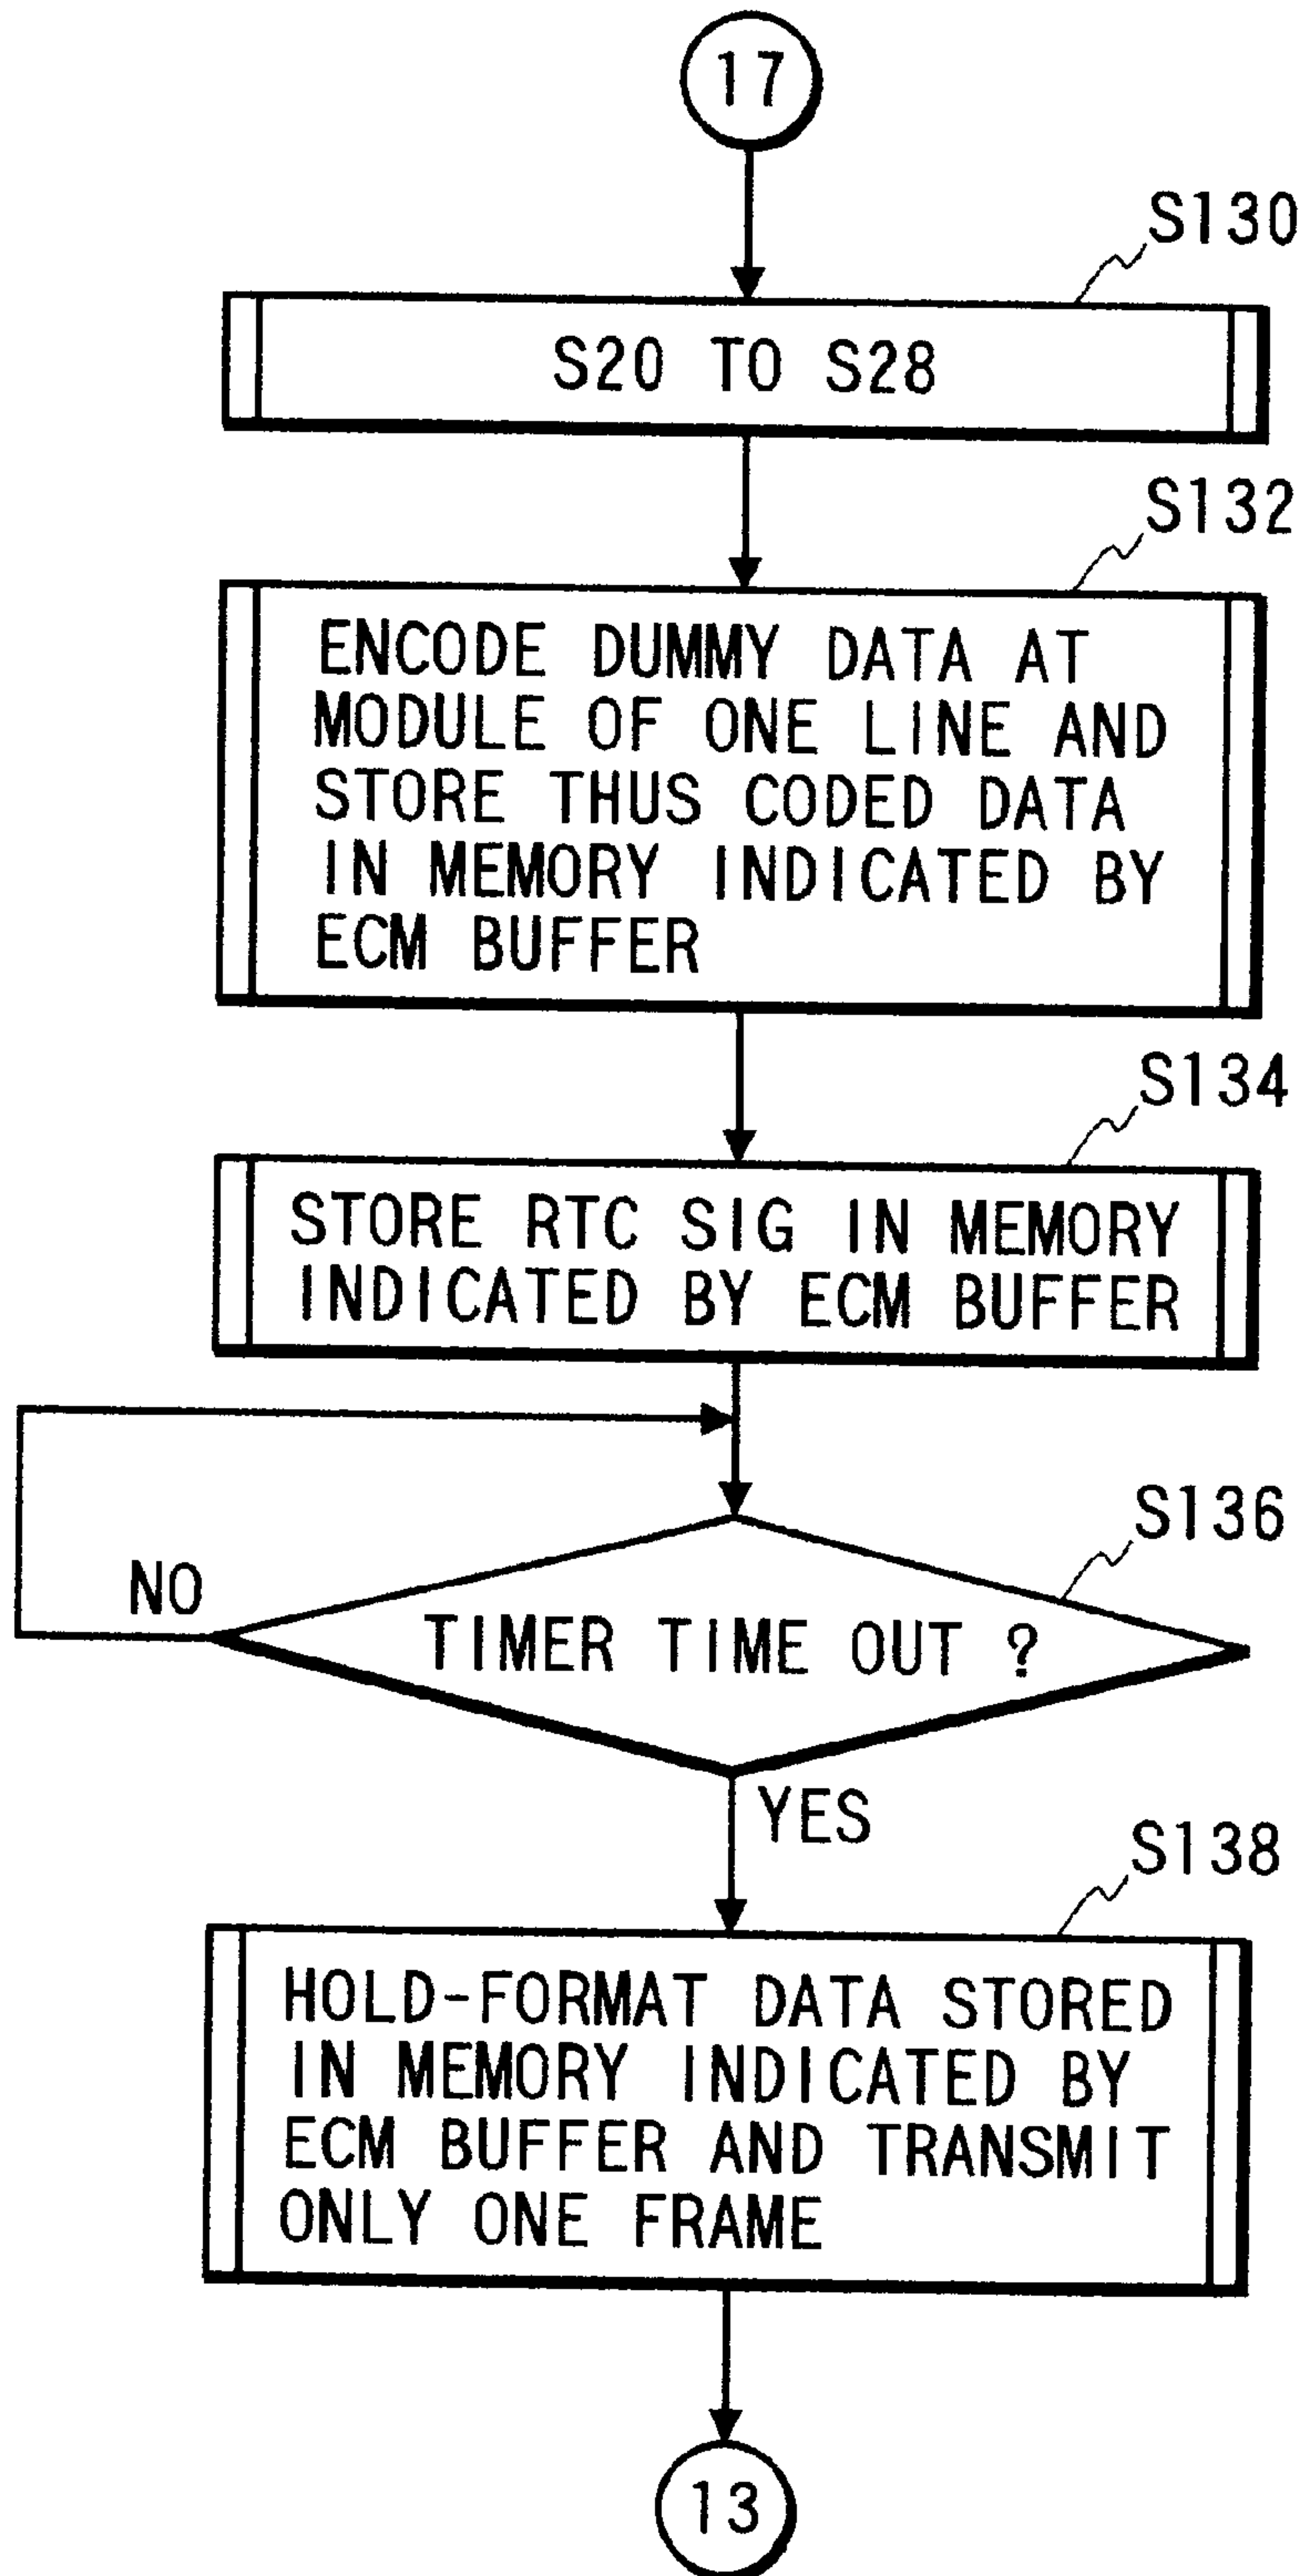 17
S130
S20 TO S28
S132
ENCODE DUMMY DATA AT
MODULE OF ONE LINE AND
STORE THUS CODED DATA
IN MEMORY INDICATED BY
ECM BUFFER
S134
STORE RTC SIG IN MEMORY
INDICATED BY ECM BUFFER
S136
NO
TIMER TIME OUT ?
YES
S138
HOLD-FORMAT DATA STORED
IN MEMORY INDICATED BY
ECM BUFFER AND TRANSMIT
ONLY ONE FRAME
13